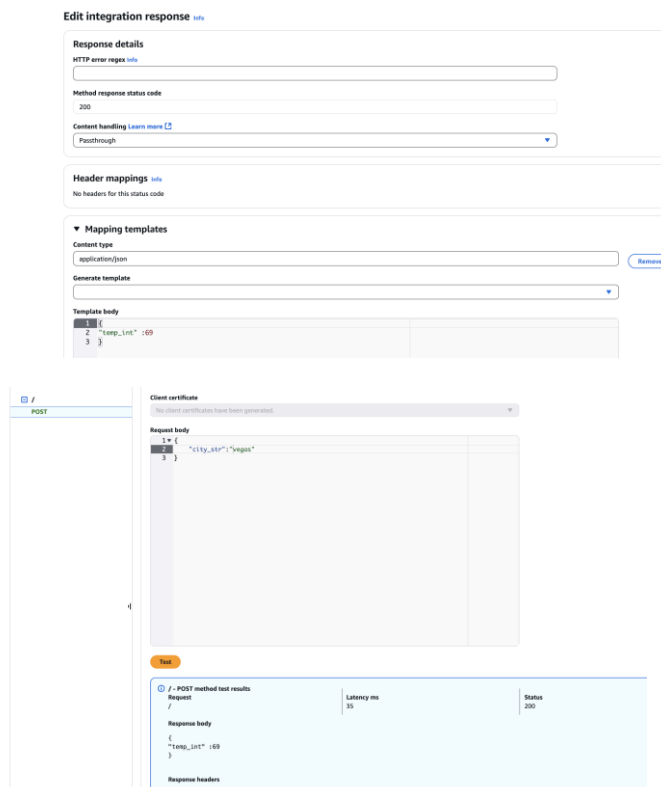 Edit integration response Info
Response details
HTTP error regex Info
Method response status code
200
Content handling Learn more
Passthrough
Header mappings Info
No headers for this status code
Mapping templates
Content type
application/json
Remove
Generate template
Template body
1 {
2 "temp_int" :69
3 }
/
POST
Client certificate
No client certificates have been generated.
Request body
1 {
2 "city_str":"vegas"
3 }
Test
/ - POST method test results
Request
/
Latency ms
35
Status
200
Response body
{
"temp_int" :69
}
Response headers